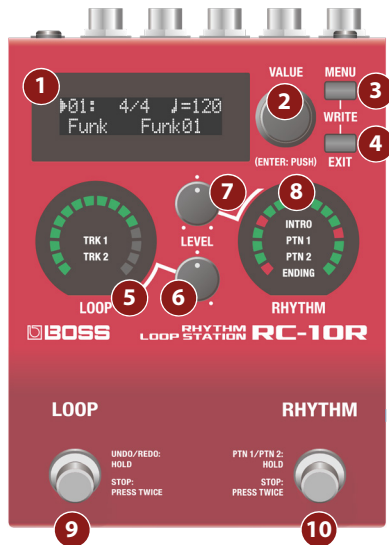 1
01: 4/4 ♩=120
Funk Funk01
VALUE
2
(ENTER: PUSH)
MENU
3
WRITE
4
EXIT
7
8
LEVEL
TRK 1
TRK 2
5
LOOP
6
INTRO
PTN 1
PTN 2
ENDING
RHYTHM
BOSS
RHYTHM
LOOP STATION
RC-10R
LOOP
RHYTHM
UNDO/REDO:
HOLD
STOP:
PRESS TWICE
PTN 1/PTN 2:
HOLD
STOP:
PRESS TWICE
9
10